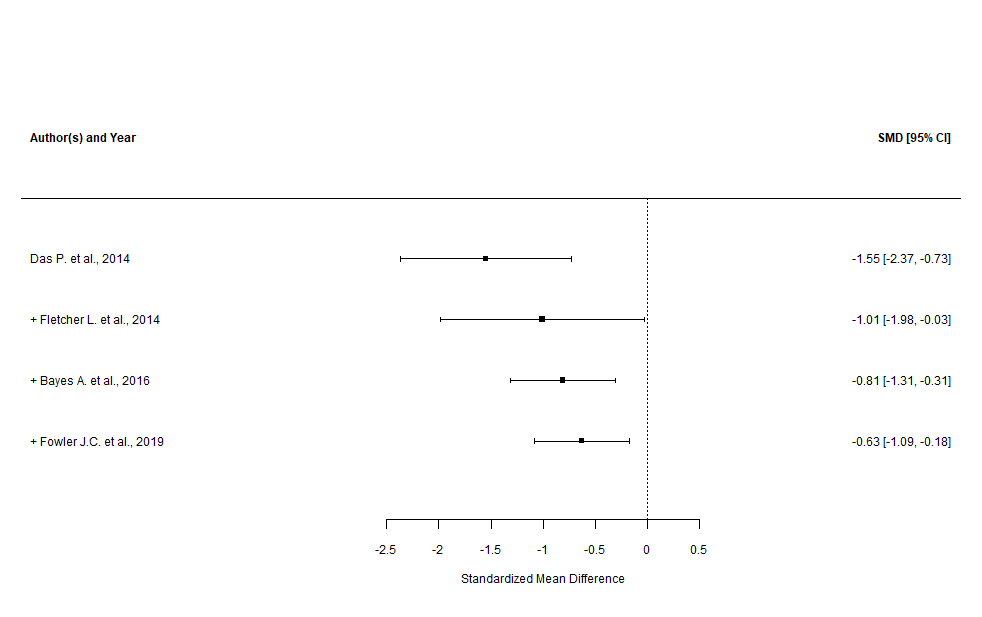 Author(s) and Year SMD [95% CI]
Das P. et al., 2014 -1.55 [-2.37, -0.73]
+ Fletcher L. et al., 2014 -1.01 [-1.98, -0.03]
+ Bayes A. et al., 2016 -0.81 [-1.31, -0.31]
+ Fowler J.C. et al., 2019 -0.63 [-1.09, -0.18]
-2.5 -2 -1.5 -1 -0.5 0 0.5
Standardized Mean Difference